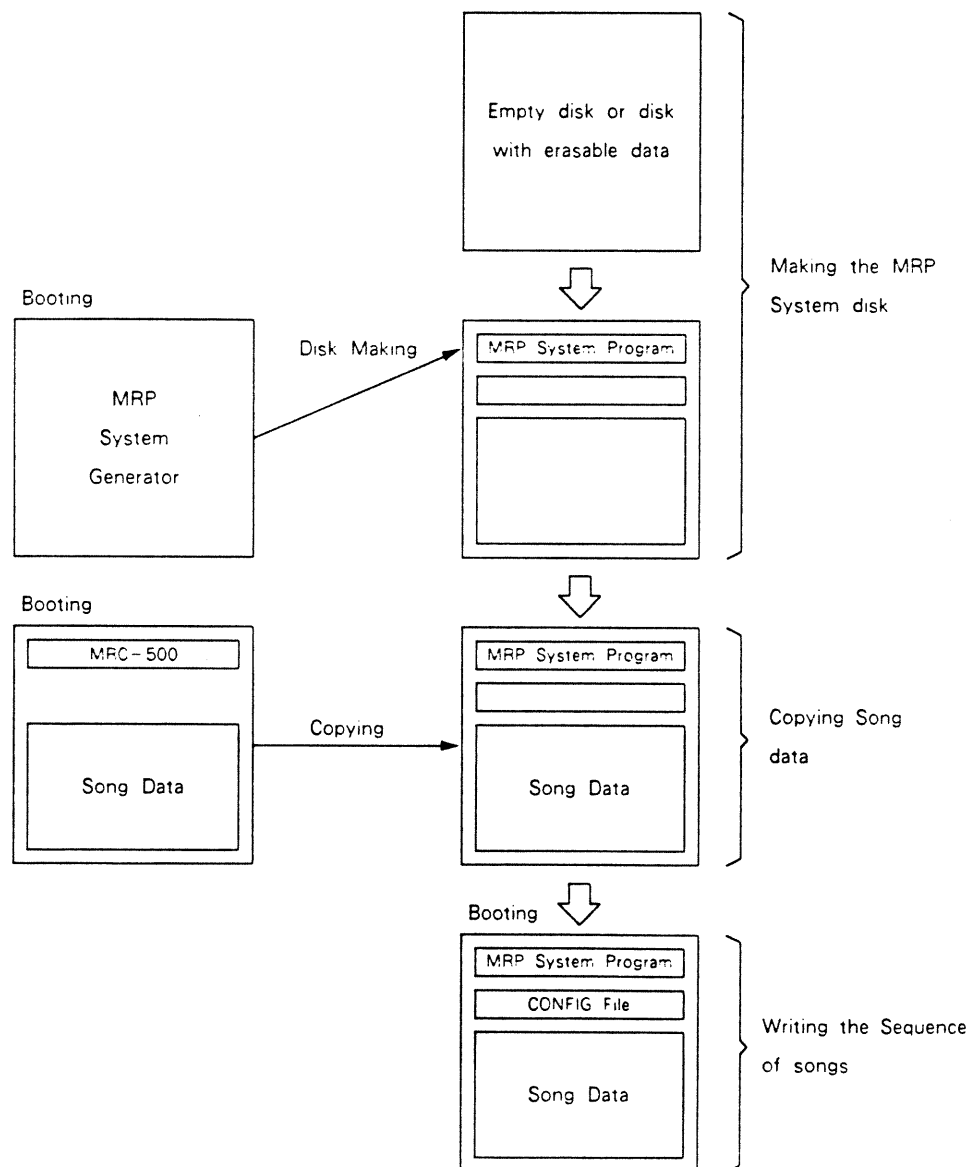 Empty disk or disk
with erasable data
Making the MRP
System disk
Booting
MRP
System
Generator
Disk Making
MRP System Program
Booting
MRC-500
Song Data
Copying
MRP System Program
Song Data
Copying Song
data
Booting
MRP System Program
CONFIG File
Song Data
Writing the Sequence
of songs